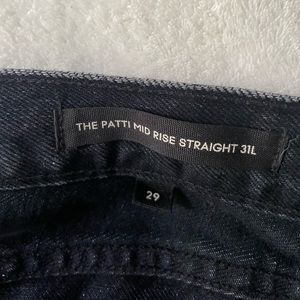 THE PATTI MID RISE STRAIGHT 31L
29